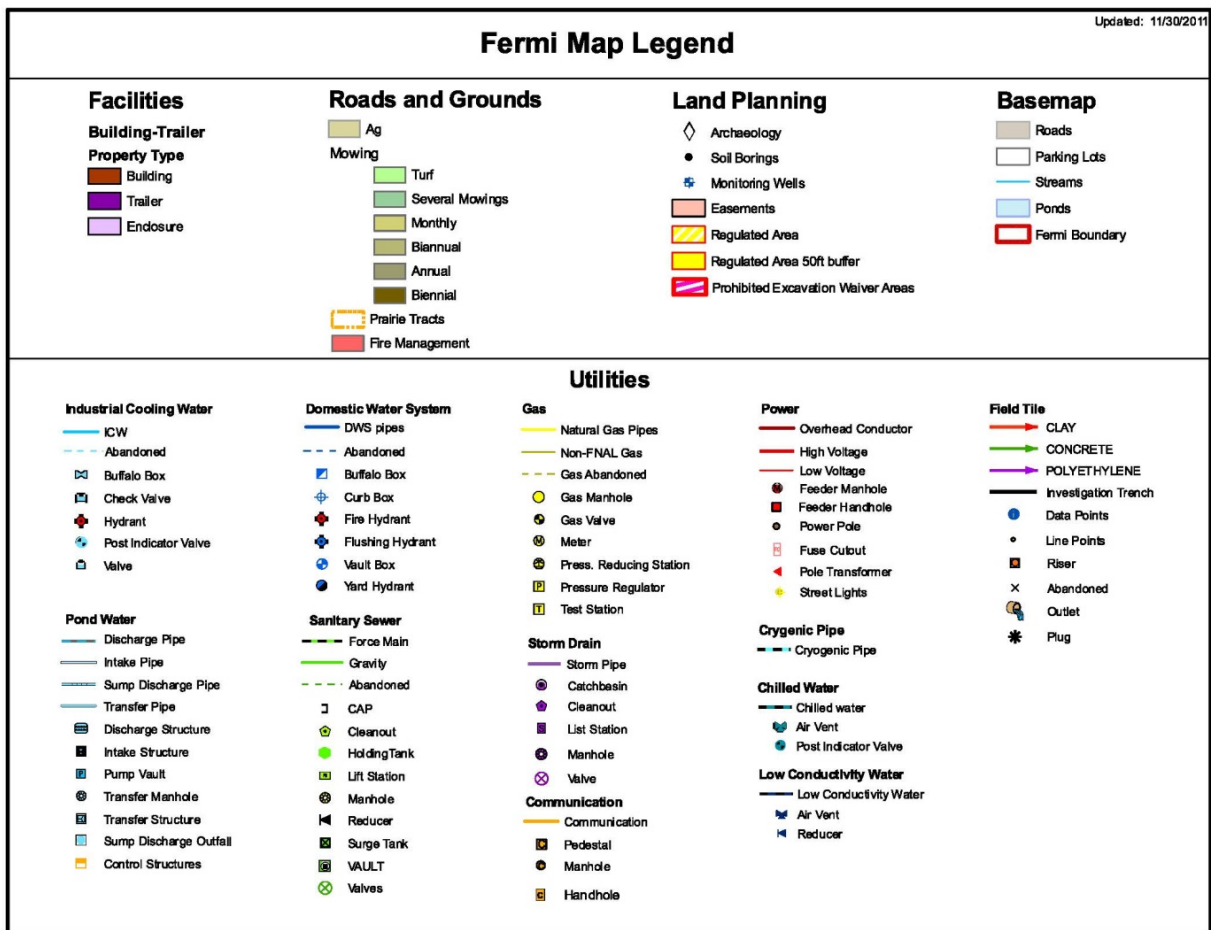 Updated: 11/30/2011
Fermi Map Legend
Facilities
Building-Trailer
Property Type
Building
Trailer
Enclosure
Roads and Grounds
Ag
Mowing
Turf
Several Mowings
Monthly
Biannual
Annual
Biennial
Prairie Tracts
Fire Management
Land Planning
Archaeology
Soil Borings
Monitoring Wells
Easements
Regulated Area
Regulated Area 50ft buffer
Prohibited Excavation Waiver Areas
Basemap
Roads
Parking Lots
Streams
Ponds
Fermi Boundary
Utilities
Industrial Cooling Water
ICW
Abandoned
Buffalo Box
Check Valve
Hydrant
Post Indicator Valve
Valve
Pond Water
Discharge Pipe
Intake Pipe
Sump Discharge Pipe
Transfer Pipe
Discharge Structure
Intake Structure
P Pump Vault
Transfer Manhole
Transfer Structure
Sump Discharge Outfall
Control Structures
Domestic Water System
DWS pipes
Abandoned
Buffalo Box
Curb Box
Fire Hydrant
Flushing Hydrant
Vault Box
Yard Hydrant
Sanitary Sewer
Force Main
Gravity
Abandoned
CAP
Cleanout
HoldingTank
Lift Station
Manhole
Reducer
Surge Tank
VAULT
Valves
Gas
Natural Gas Pipes
Non-FNAL Gas
Gas Abandoned
Gas Manhole
Gas Valve
M Meter
Press. Reducing Station
P Pressure Regulator
T Test Station
Storm Drain
Storm Pipe
Catchbasin
Cleanout
S List Station
Manhole
Valve
Communication
Communication
C Pedestal
C Manhole
C Handhole
Power
Overhead Conductor
High Voltage
Low Voltage
Feeder Manhole
Feeder Handhole
Power Pole
Fuse Cutout
Pole Transformer
Street Lights
Crygenic Pipe
Cryogenic Pipe
Chilled Water
Chilled water
Air Vent
Post Indicator Valve
Low Conductivity Water
Low Conductivity Water
Air Vent
Reducer
Field Tile
CLAY
CONCRETE
POLYETHYLENE
Investigation Trench
Data Points
Line Points
Riser
Abandoned
Outlet
Plug